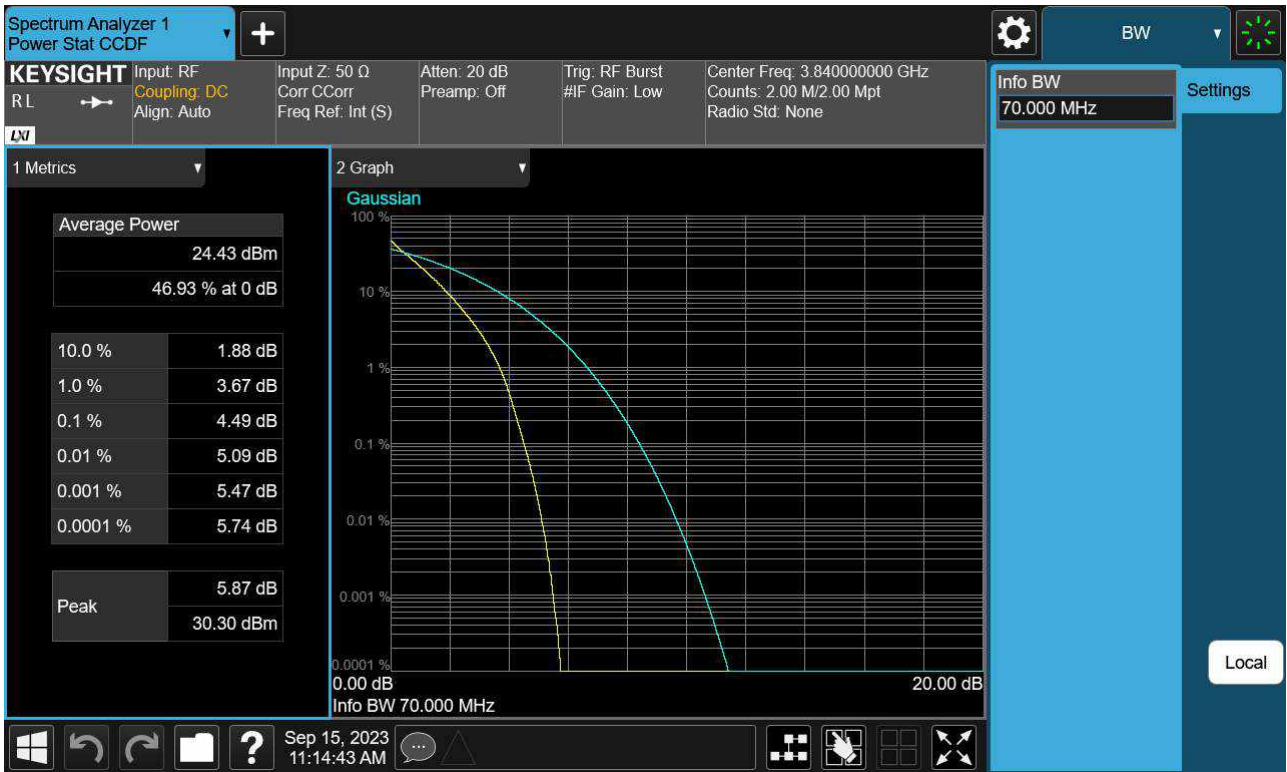 Spectrum Analyzer 1
Power Stat CCDF
BW
KEYSIGHT
R L
LXI
Input: RF
Coupling: DC
Align: Auto
Input Z: 50 Ω
Corr CCorr
Freq Ref: Int (S)
Atten: 20 dB
Preamp: Off
Trig: RF Burst
#IF Gain: Low
Center Freq: 3.840000000 GHz
Counts: 2.00 M/2.00 Mpt
Radio Std: None
Info BW
70.000 MHz
Settings
1 Metrics
Average Power
24.43 dBm
46.93 % at 0 dB
10.0 % 1.88 dB
1.0 % 3.67 dB
0.1 % 4.49 dB
0.01 % 5.09 dB
0.001 % 5.47 dB
0.0001 % 5.74 dB
Peak
5.87 dB
30.30 dBm
2 Graph
Gaussian
100 %
10 %
1 %
0.1 %
0.01 %
0.001 %
0.0001 %
0.00 dB 20.00 dB
Info BW 70.000 MHz
Local
?
Sep 15, 2023
11:14:43 AM